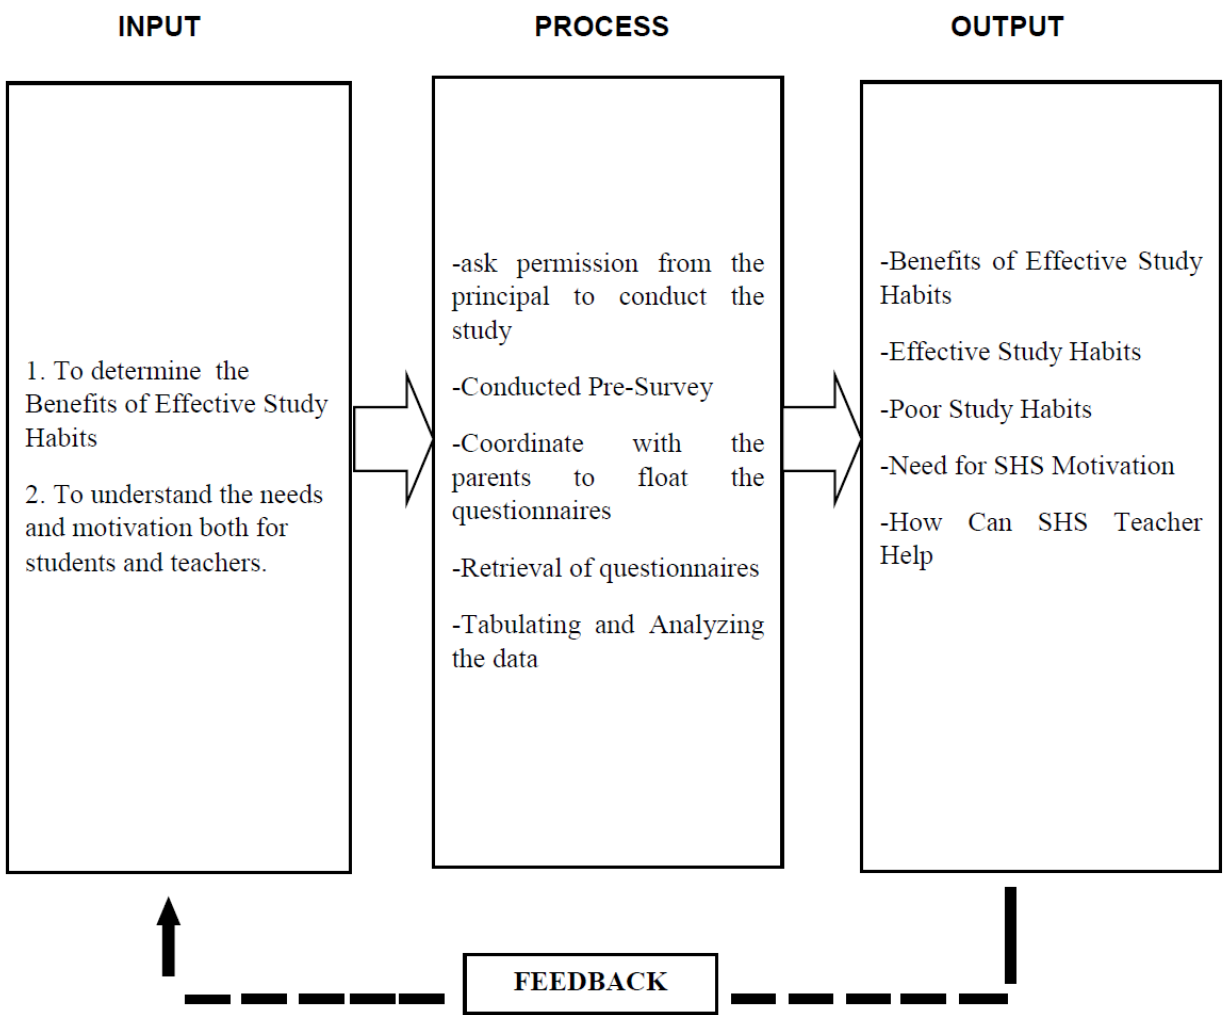 INPUT
PROCESS
OUTPUT
1. To determine the
Benefits of Effective Study
Habits
2. To understand the needs
and motivation both for
students and teachers.
-ask permission from the
principal to conduct the
study
-Conducted Pre-Survey
-Coordinate with the
parents to float the
questionnaires
-Retrieval of questionnaires
-Tabulating and Analyzing
the data
-Benefits of Effective Study
Habits
-Effective Study Habits
-Poor Study Habits
-Need for SHS Motivation
-How Can SHS Teacher
Help
FEEDBACK